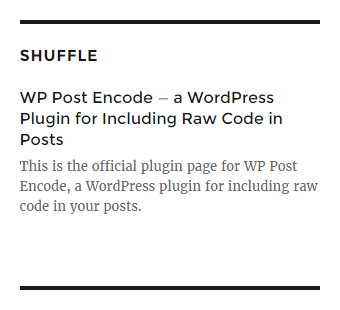 SHUFFLE
WP Post Encode – a WordPress
Plugin for Including Raw Code in
Posts
This is the official plugin page for WP Post
Encode, a WordPress plugin for including raw
code in your posts.